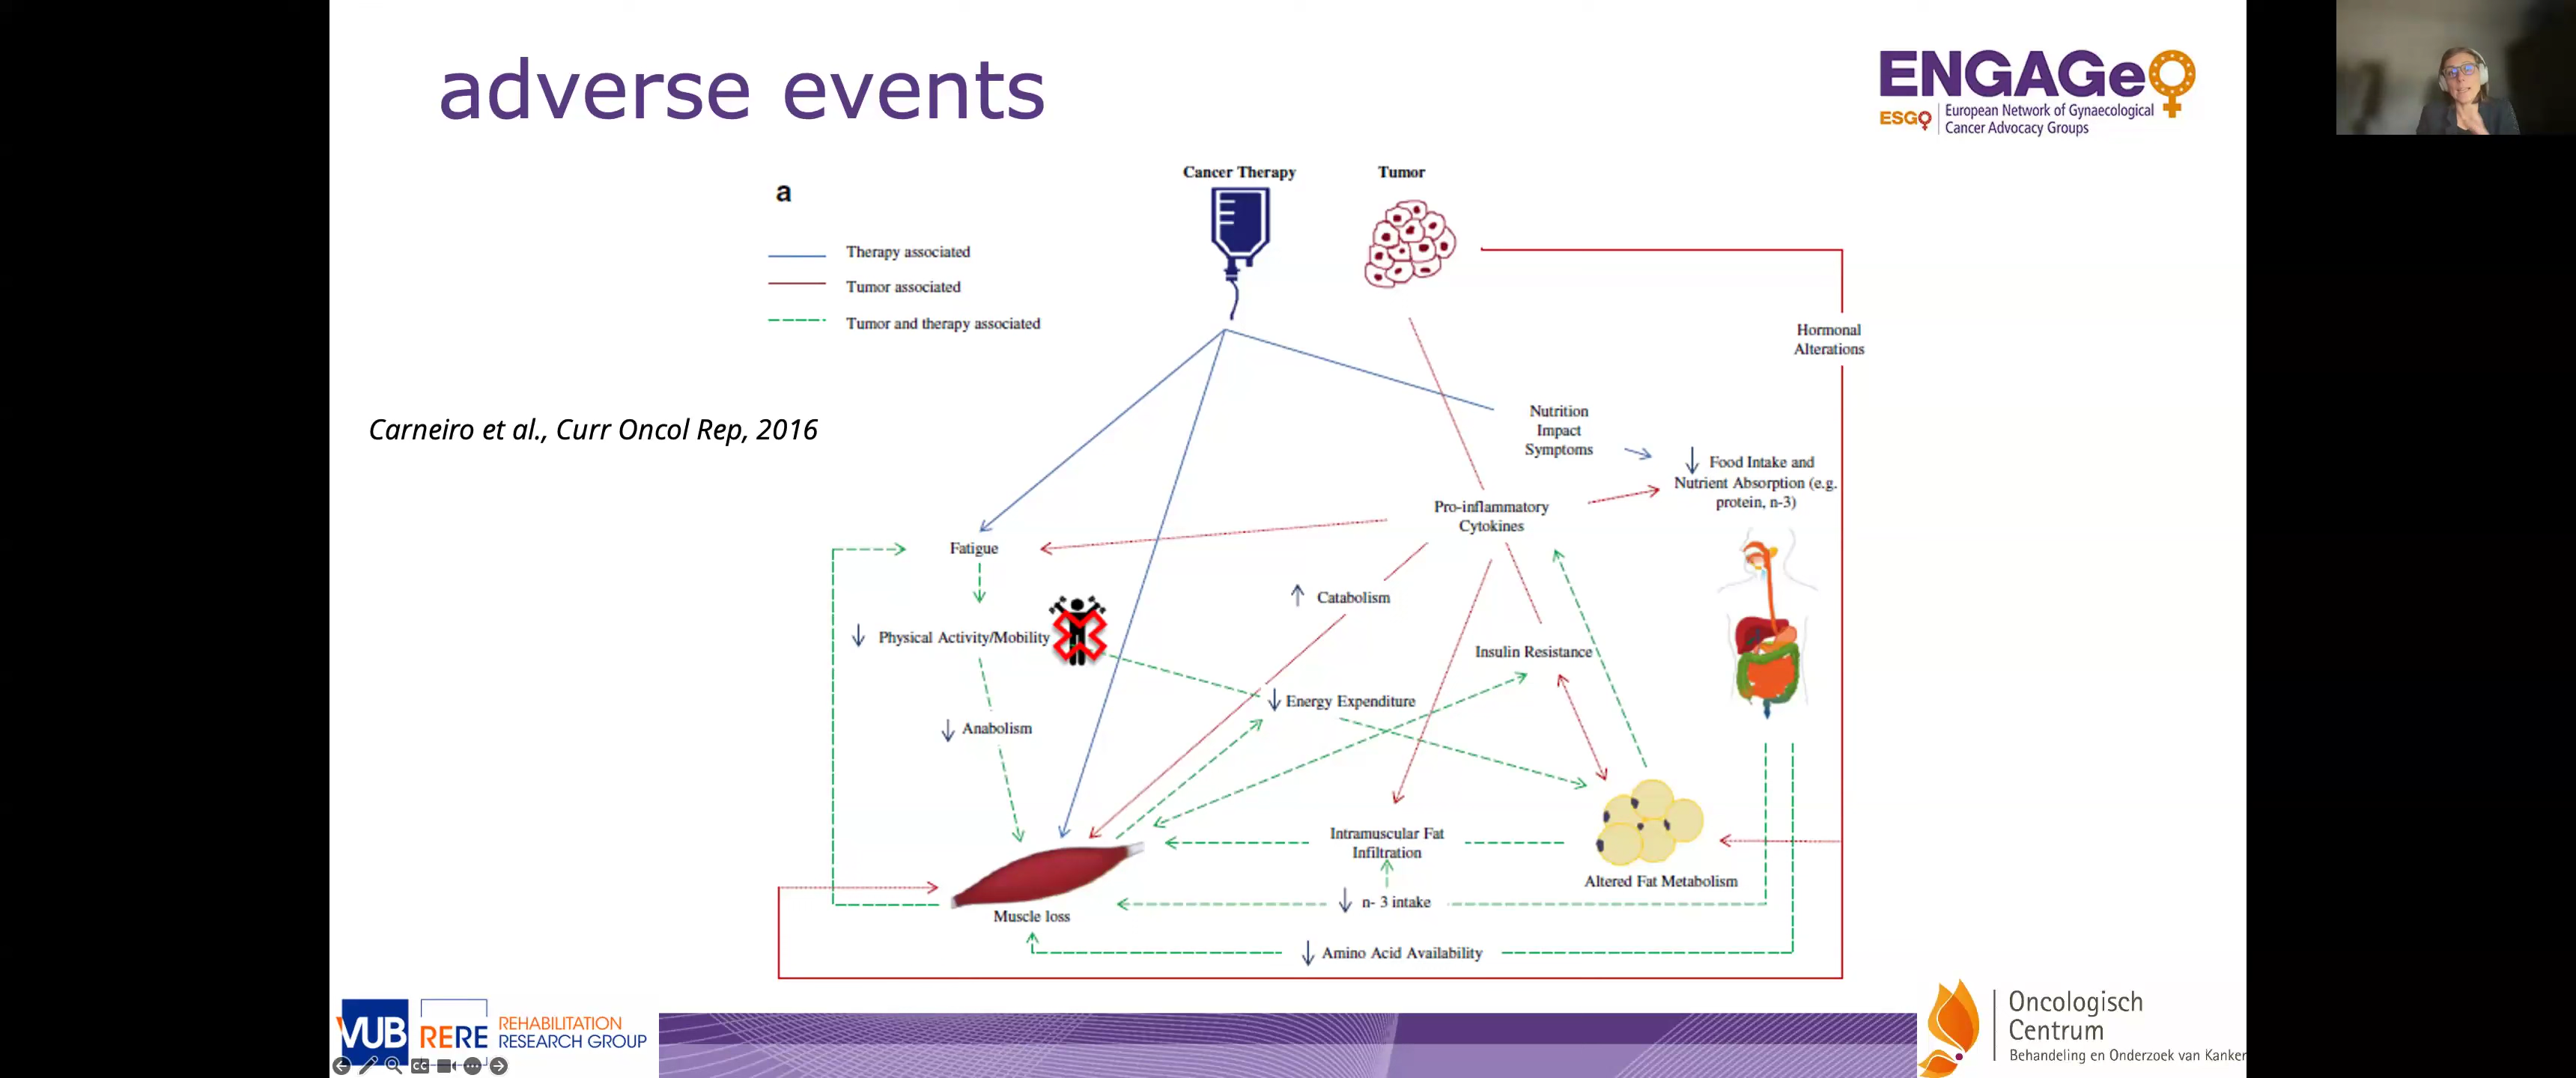 adverse events
ENGAGe
ESGO
European Network of Gynaecological
Cancer Advocacy Groups
a
Therapy associated
Tumor associated
Tumor and therapy associated
Cancer Therapy
Tumor
Hormonal
Alterations
Carneiro et al., Curr Oncol Rep, 2016
Nutrition
Impact
Symptoms
↓ Food Intake and
Nutrient Absorption (e.g.
protein, n-3)
Pro-inflammatory
Cytokines
Fatigue
↑ Catabolism
↓ Physical Activity/Mobility
Insulin Resistance
↓ Energy Expenditure
↓ Anabolism
Intramuscular Fat
Infiltration
Altered Fat Metabolism
↓ n- 3 intake
Muscle loss
↓ Amino Acid Availability
VUB
RERE
REHABILITATION
RESEARCH GROUP
CC
Oncologisch
Centrum
Behandeling en Onderzoek van Kanker